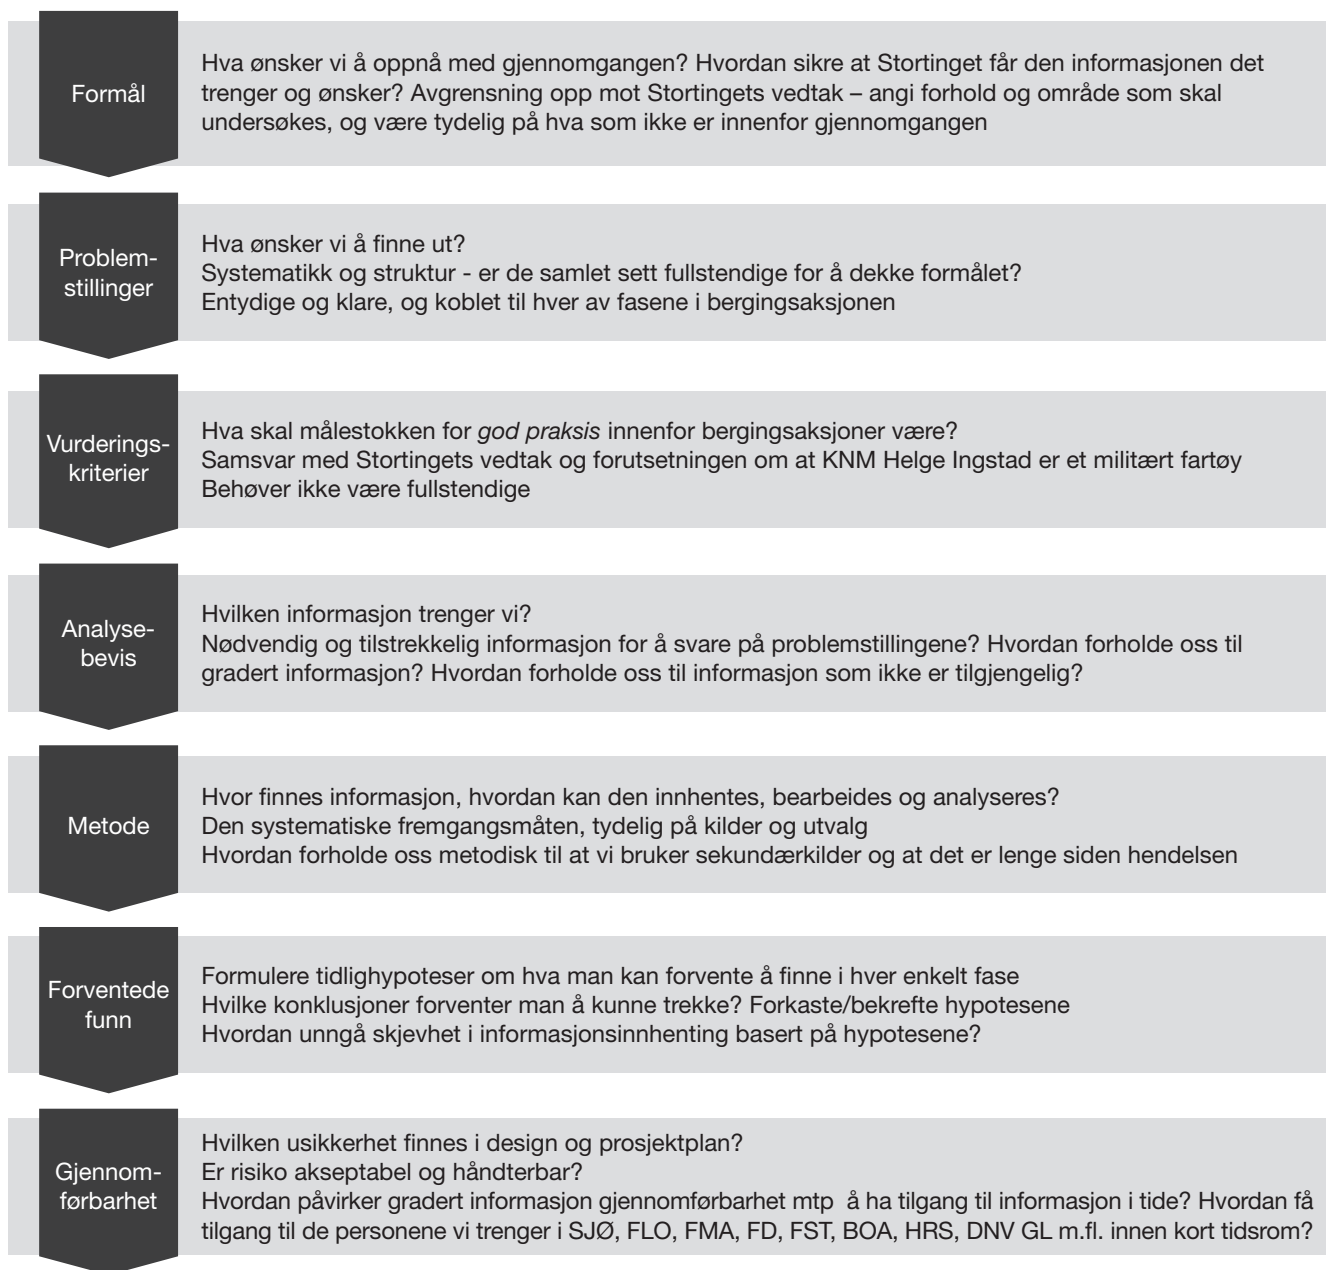 Formål
Hva ønsker vi å oppnå med gjennomgangen? Hvordan sikre at Stortinget får den informasjonen det
trenger og ønsker? Avgrensning opp mot Stortingets vedtak – angi forhold og område som skal
undersøkes, og være tydelig på hva som ikke er innenfor gjennomgangen
Problem-
stillinger
Hva ønsker vi å finne ut?
Systematikk og struktur - er de samlet sett fullstendige for å dekke formålet?
Entydige og klare, og koblet til hver av fasene i bergingsaksjonen
Vurderings-
kriterier
Hva skal målestokken for god praksis innenfor bergingsaksjoner være?
Samsvar med Stortingets vedtak og forutsetningen om at KNM Helge Ingstad er et militært fartøy
Behøver ikke være fullstendige
Analyse-
bevis
Hvilken informasjon trenger vi?
Nødvendig og tilstrekkelig informasjon for å svare på problemstillingene? Hvordan forholde oss til
gradert informasjon? Hvordan forholde oss til informasjon som ikke er tilgjengelig?
Metode
Hvor finnes informasjon, hvordan kan den innhentes, bearbeides og analyseres?
Den systematiske fremgangsmåten, tydelig på kilder og utvalg
Hvordan forholde oss metodisk til at vi bruker sekundærkilder og at det er lenge siden hendelsen
Forventede
funn
Formulere tidlighypoteser om hva man kan forvente å finne i hver enkelt fase
Hvilke konklusjoner forventer man å kunne trekke? Forkaste/bekrefte hypotesene
Hvordan unngå skjevhet i informasjonsinnhenting basert på hypotesene?
Gjennom-
førbarhet
Hvilken usikkerhet finnes i design og prosjektplan?
Er risiko akseptabel og håndterbar?
Hvordan påvirker gradert informasjon gjennomførbarhet mtp å ha tilgang til informasjon i tide? Hvordan få
tilgang til de personene vi trenger i SJØ, FLO, FMA, FD, FST, BOA, HRS, DNV GL m.fl. innen kort tidsrom?